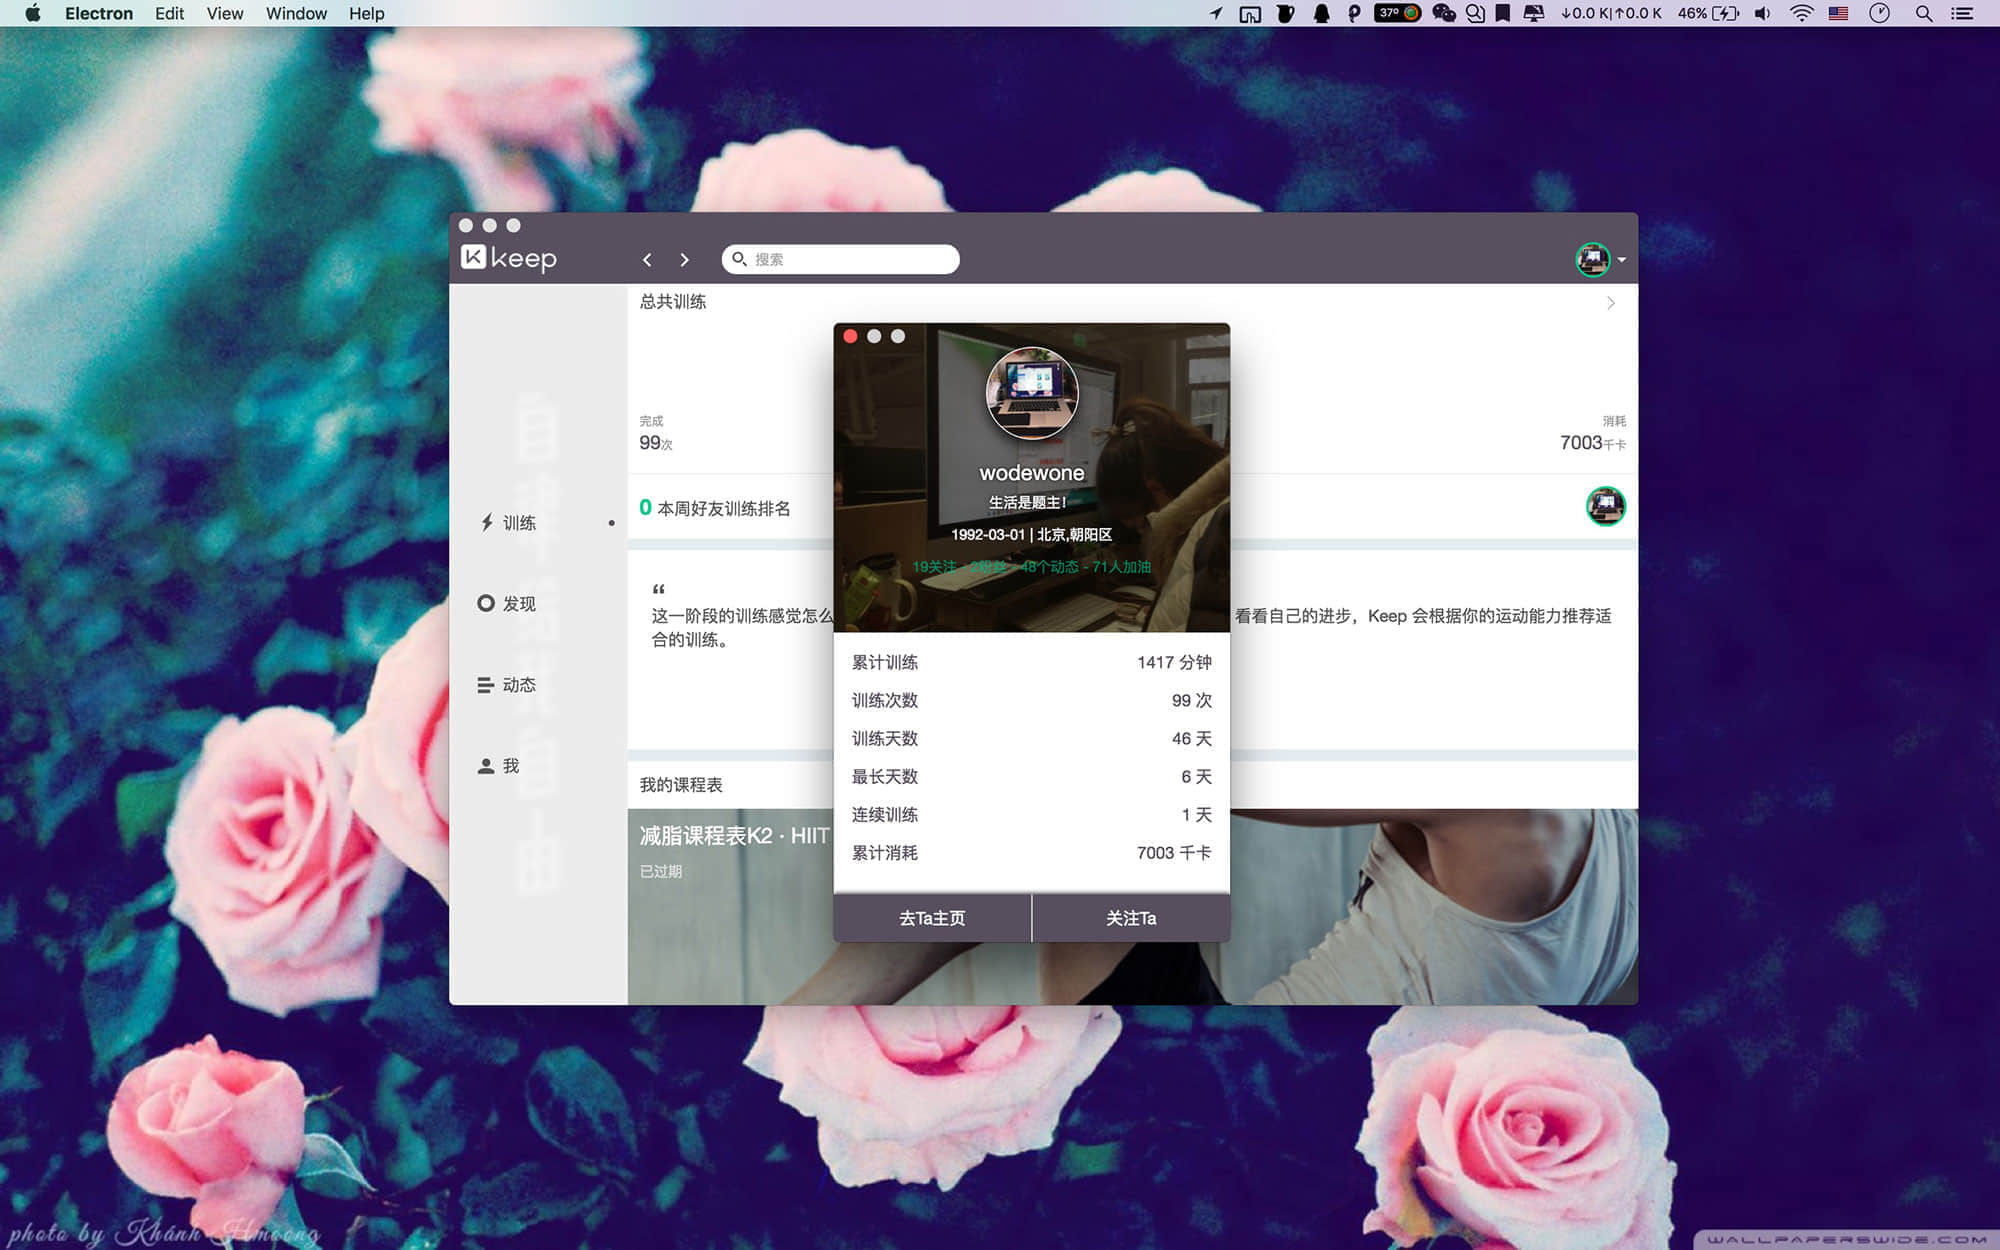 Electron Edit View Window Help
37° ↓0.0 K|↑0.0 K 46%
keep
搜索
总共训练
完成
99次
消耗
7003千卡
0 本周好友训练排名
训练
发现
动态
我
自律给我自由
“
这一阶段的训练感觉怎么
看看自己的进步，Keep 会根据你的运动能力推荐适
合的训练。
我的课程表
减脂课程表K2 · HIIT
已过期
wodewone
生活是题主!
1992-03-01 | 北京,朝阳区
19关注 - 2粉丝 - 48个动态 - 71人加油
累计训练 1417 分钟
训练次数 99 次
训练天数 46 天
最长天数 6 天
连续训练 1 天
累计消耗 7003 千卡
去Ta主页 关注Ta
photo by Khánh Hmoong
WALLPAPERSWIDE.COM